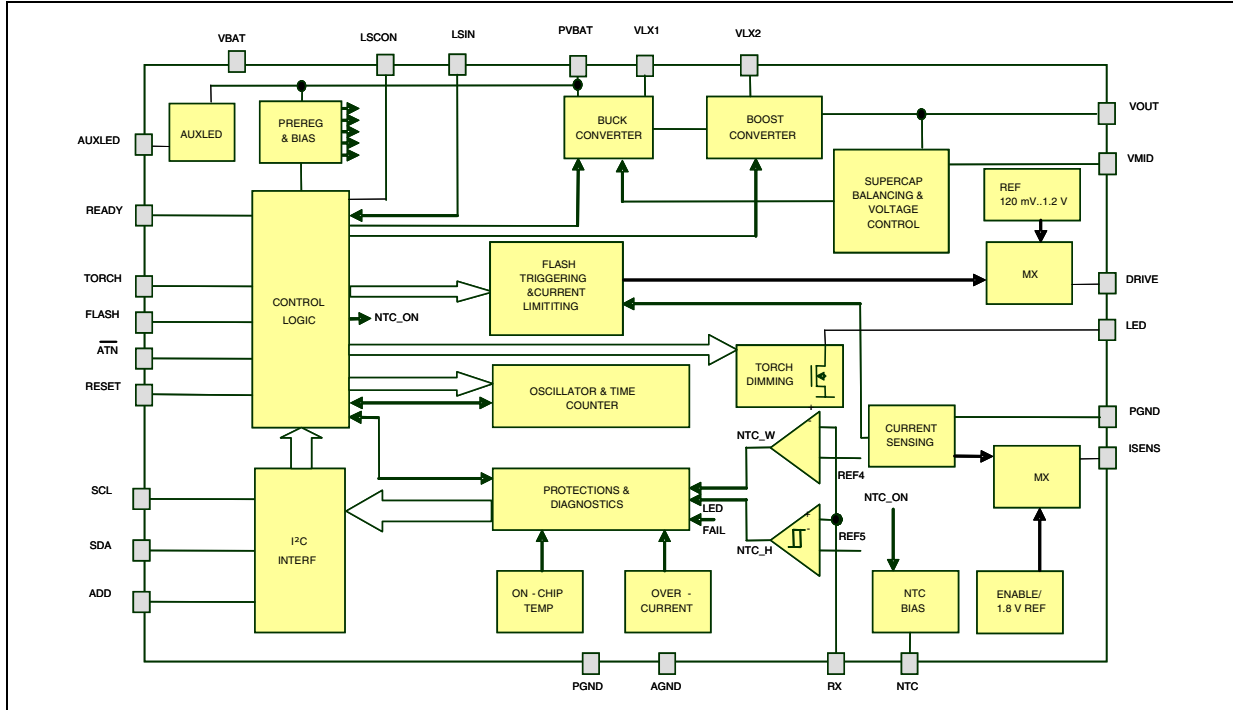 VBAT
LSCON
LSIN
PVBAT
VLX1
VLX2
AUXLED
AUXLED
PREREG
& BIAS
BUCK
CONVERTER
BOOST
CONVERTER
VOUT
VMID
SUPERCAP
BALANCING &
VOLTAGE
CONTROL
REF
120 mV..1.2 V
READY
TORCH
FLASH
ATN
RESET
CONTROL
LOGIC
FLASH
TRIGGERING
&CURRENT
LIMITITING
MX
DRIVE
NTC_ON
LED
TORCH
DIMMING
OSCILLATOR & TIME
COUNTER
+
-
NTC_W
REF4
CURRENT
SENSING
PGND
ISENS
MX
SCL
SDA
ADD
I²C
INTERF
PROTECTIONS &
DIAGNOSTICS
LED
FAIL
NTC_H
+
-
REF5
NTC_ON
ON - CHIP
TEMP
OVER -
CURRENT
NTC
BIAS
ENABLE/
1.8 V REF
PGND
AGND
RX
NTC